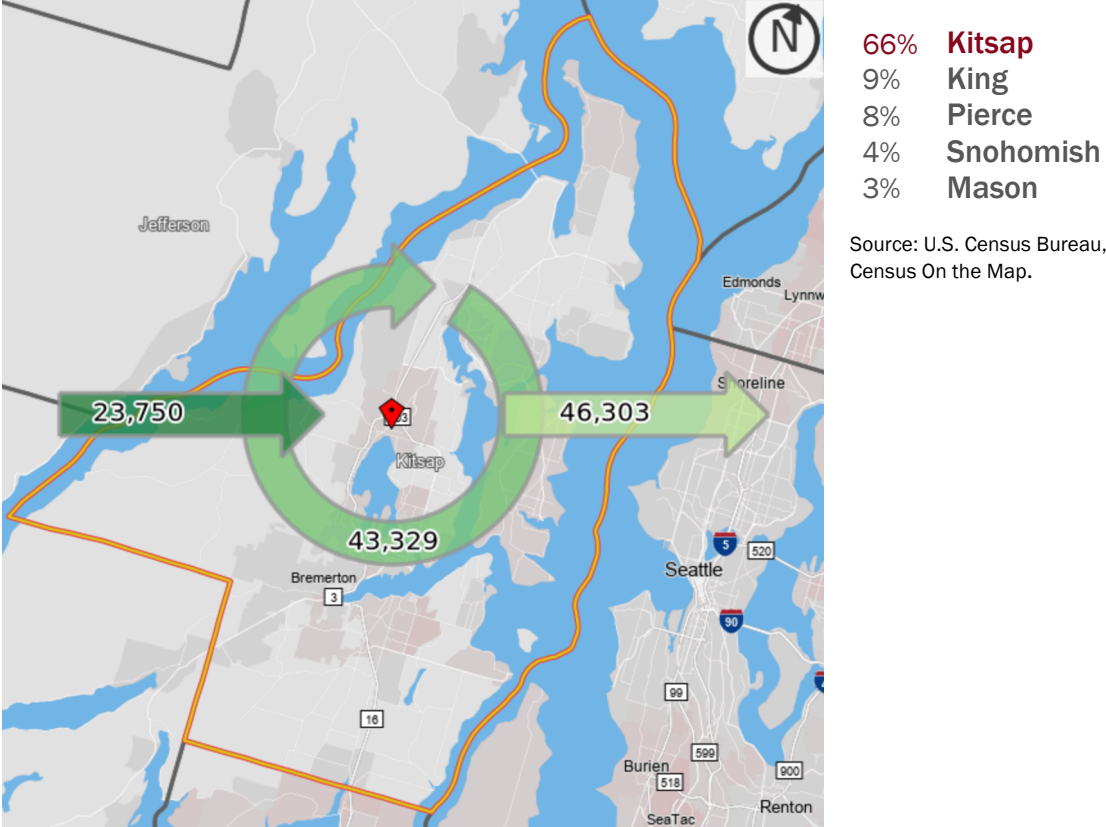 N
Jefferson
Edmonds
Lynnw
Shoreline
23,750
46,303
Kitsap
43,329
5
520
Seattle
Bremerton
3
90
99
16
599
Burien
518
900
Renton
SeaTac
66% Kitsap
9% King
8% Pierce
4% Snohomish
3% Mason
Source: U.S. Census Bureau,
Census On the Map.